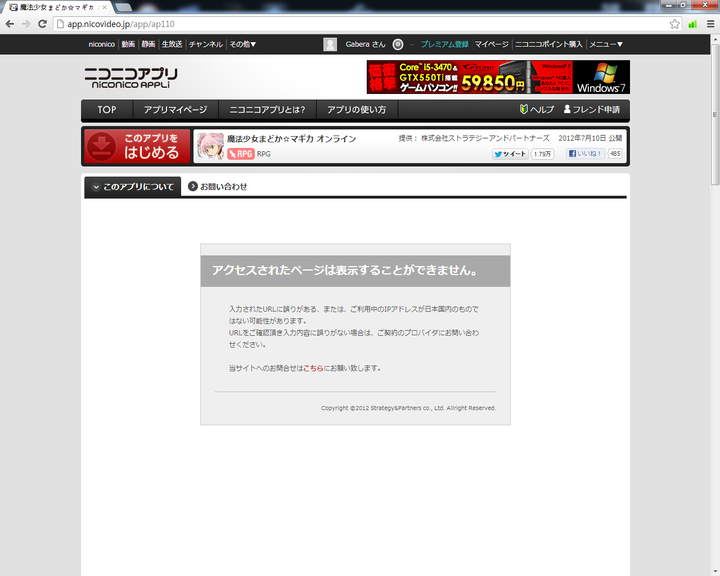 魔法少女まどか☆マギカ
app.nicovideo.jp/app/ap110
niconico 動画 静画 生放送 チャンネル その他▼ Gabera さん プレミアム登録 マイページ ニコニコポイント購入 メニュー▼
ニコニコアプリ
niconico APPLI
Core i5-3470&
GTX550Ti搭載
ゲームパソコン!!
59,850円
Windows 7
TOP アプリマイページ ニコニコアプリとは? アプリの使い方 ヘルプ フレンド申請
このアプリを
はじめる
魔法少女まどか☆マギカ オンライン
提供： 株式会社ストラテジーアンドパートナーズ 2012年7月10日 公開
RPG RPG
ツイート 1.79万 いいね！ 485
このアプリについて お問い合わせ
アクセスされたページは表示することができません。
入力されたURLに誤りがある、または、ご利用中のIPアドレスが日本国内のもので
はない可能性があります。
URLをご確認頂き入力内容に誤りがない場合は、ご契約のプロバイダにお問い合わ
せください。
当サイトへのお問合せはこちらにお願い致します。
Copyright ©2012 Strategy&Partners co., Ltd. Allright Reserved.